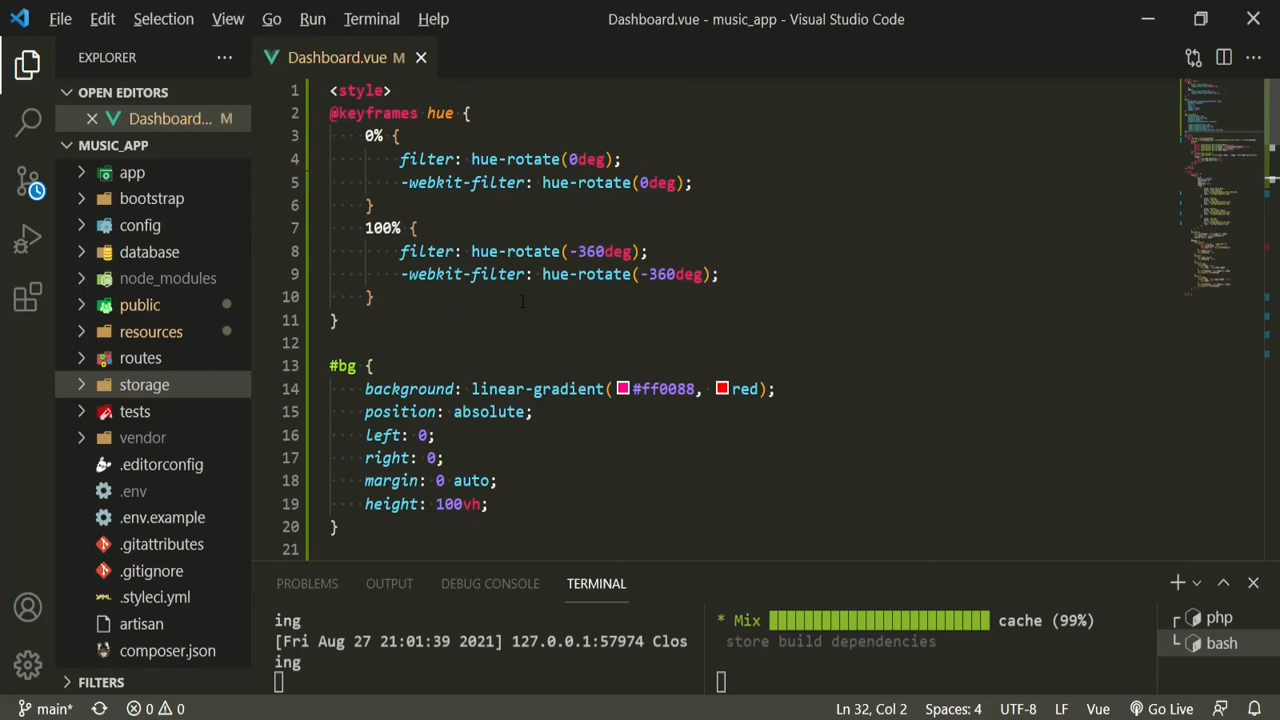 File Edit Selection View Go Run Terminal Help Dashboard.vue - music_app - Visual Studio Code
EXPLORER
OPEN EDITORS
Dashboard... M
MUSIC_APP
app
bootstrap
config
database
node_modules
public
resources
routes
storage
tests
vendor
.editorconfig
.env
.env.example
.gitattributes
.gitignore
.styleci.yml
artisan
composer.json
FILTERS
Dashboard.vue M
1 <style>
2 @keyframes hue {
3 0% {
4 filter: hue-rotate(0deg);
5 -webkit-filter: hue-rotate(0deg);
6 }
7 100% {
8 filter: hue-rotate(-360deg);
9 -webkit-filter: hue-rotate(-360deg);
10 }
11 }
12
13 #bg {
14 background: linear-gradient(#ff0088, red);
15 position: absolute;
16 left: 0;
17 right: 0;
18 margin: 0 auto;
19 height: 100vh;
20 }
21
PROBLEMS OUTPUT DEBUG CONSOLE TERMINAL
ing
[Fri Aug 27 21:01:39 2021] 127.0.0.1:57974 Clos
ing
* Mix cache (99%)
store build dependencies
php
bash
main* 0 0 Ln 32, Col 2 Spaces: 4 UTF-8 LF Vue Go Live